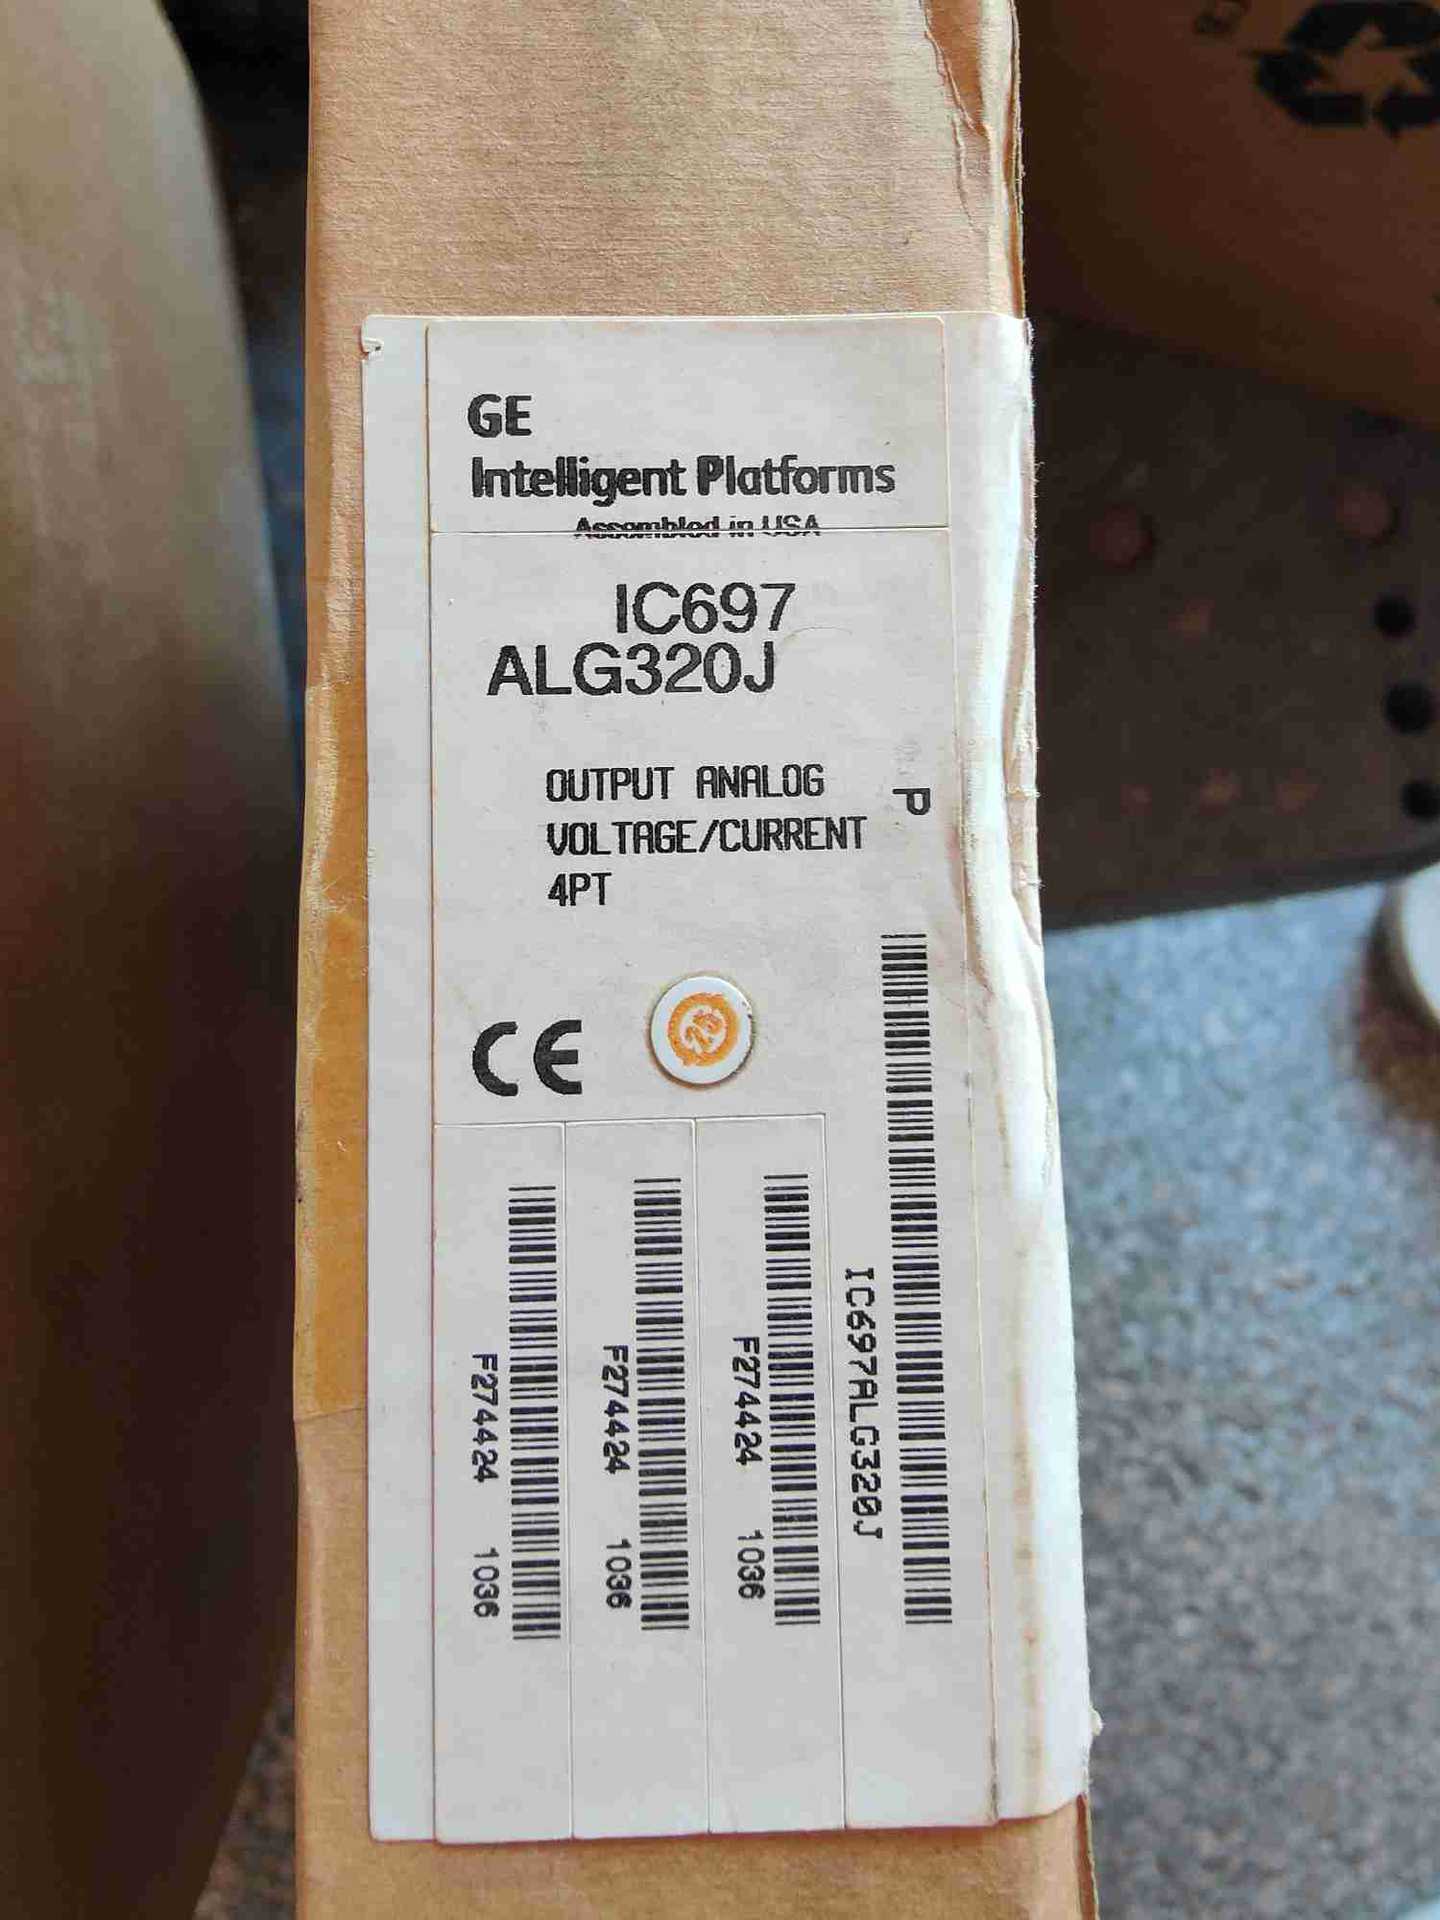 GE
Intelligent Platforms
Assembled in USA
IC697
ALG320J
OUTPUT ANALOG
VOLTAGE/CURRENT
4PT
P
CE
F274424 1036
F274424 1036
F274424 1036
IC697ALG320J